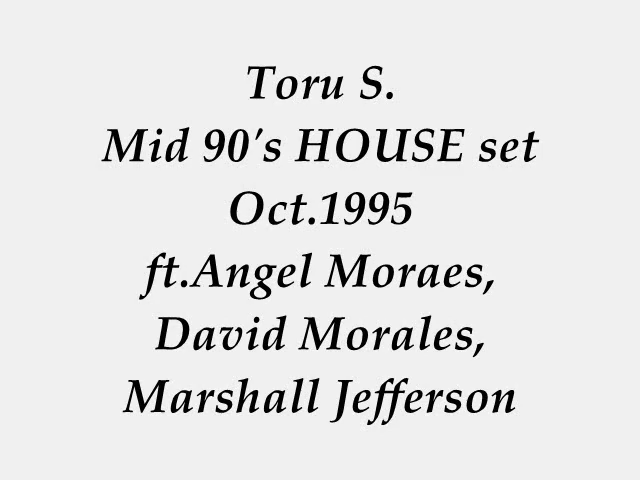 Toru S.
Mid 90's HOUSE set
Oct.1995
ft.Angel Moraes,
David Morales,
Marshall Jefferson